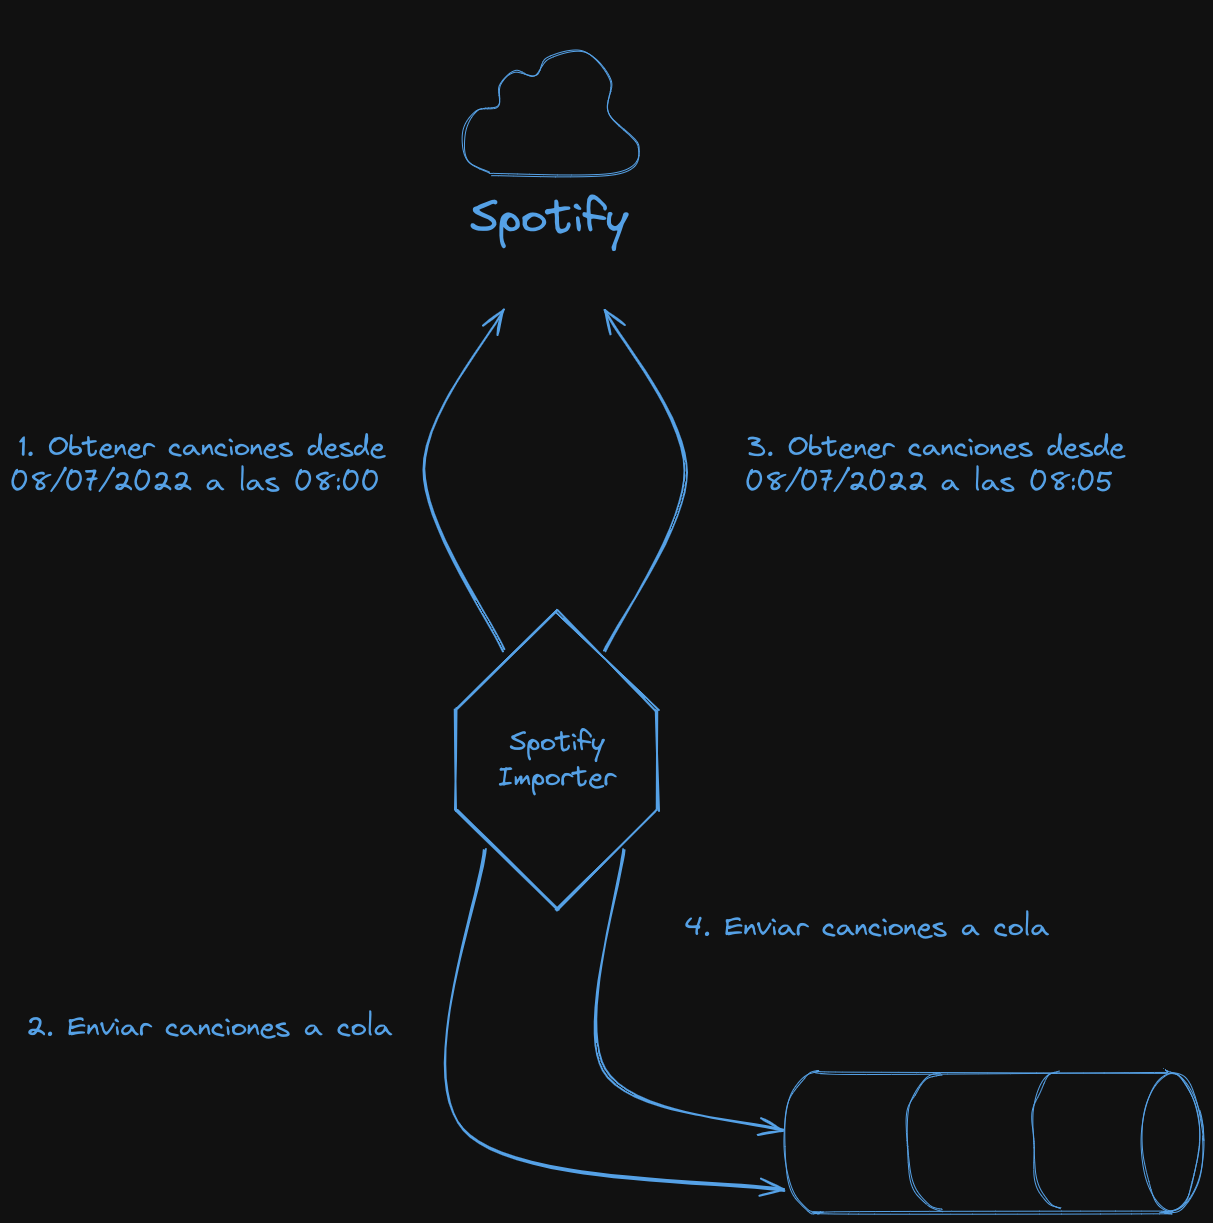 Spotify
1. Obtener canciones desde
08/07/2022 a las 08:00
3. Obtener canciones desde
08/07/2022 a las 08:05
Spotify
Importer
4. Enviar canciones a cola
2. Enviar canciones a cola